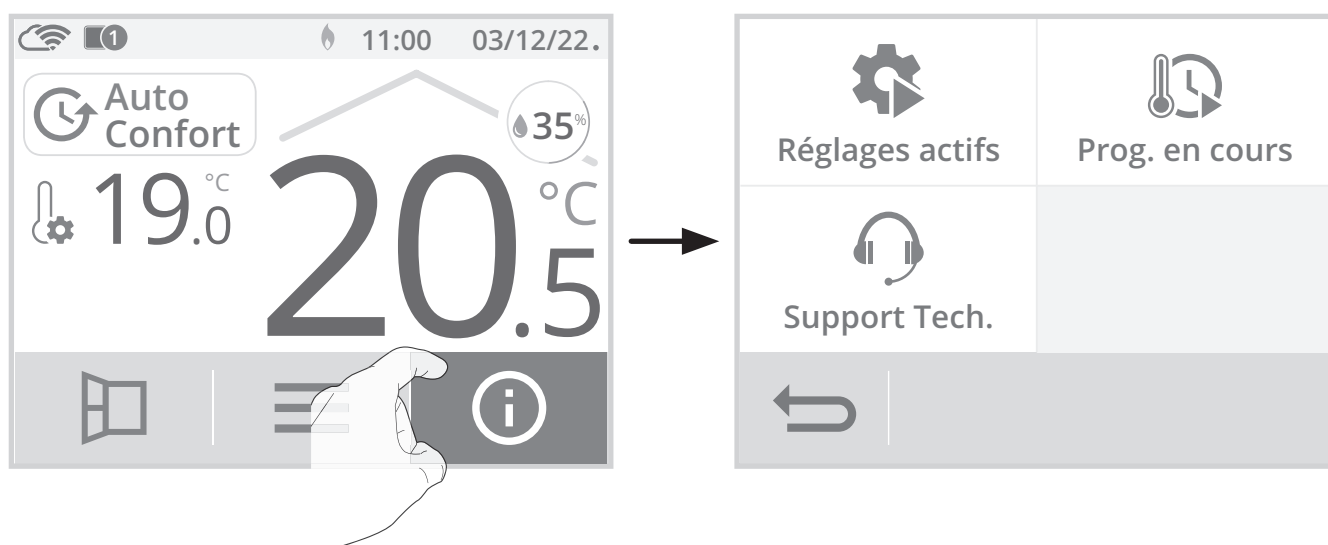 1 11:00 03/12/22.
Auto
Confort
35%
19.0 °C
20.5 °C
i
Réglages actifs
Prog. en cours
Support Tech.